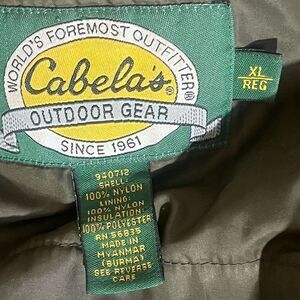 WORLD'S FOREMOST OUTFITTER®
Cabela's®
OUTDOOR GEAR
SINCE 1961
XL
REG
940712
SHELL:
100% NYLON
LINING:
100% NYLON
INSULATION:
100% POLYESTER
RN 56835
MADE IN
MYANMAR
(BURMA)
SEE REVERSE
CARE